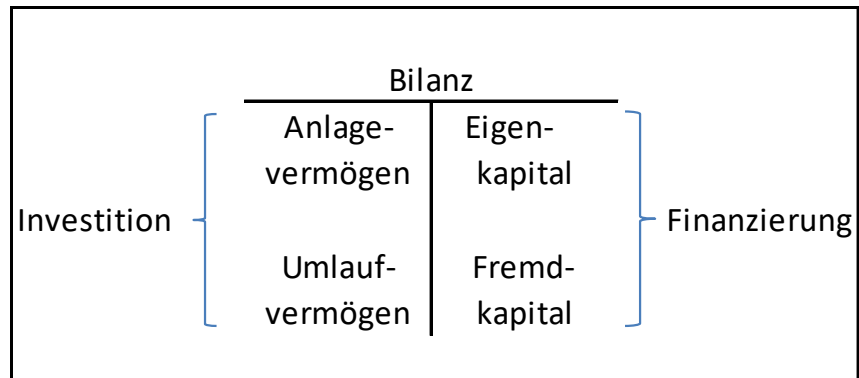 Bilanz
Anlage- Eigen-
vermögen kapital
Investition Finanzierung
Umlauf- Fremd-
vermögen kapital